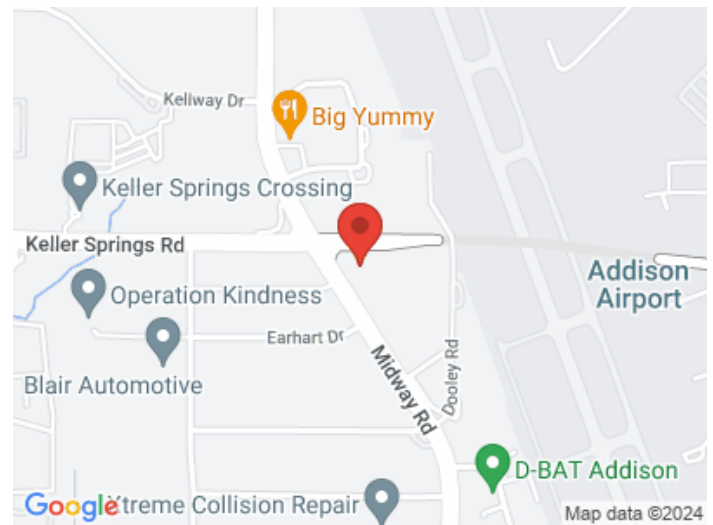 Kellway Dr
Big Yummy
Keller Springs Crossing
Keller Springs Rd
Addison
Airport
Operation Kindness
Earhart Dr
Blair Automotive
Midway Rd
Dooley Rd
D-BAT Addison
Google
Xtreme Collision Repair
Map data ©2024